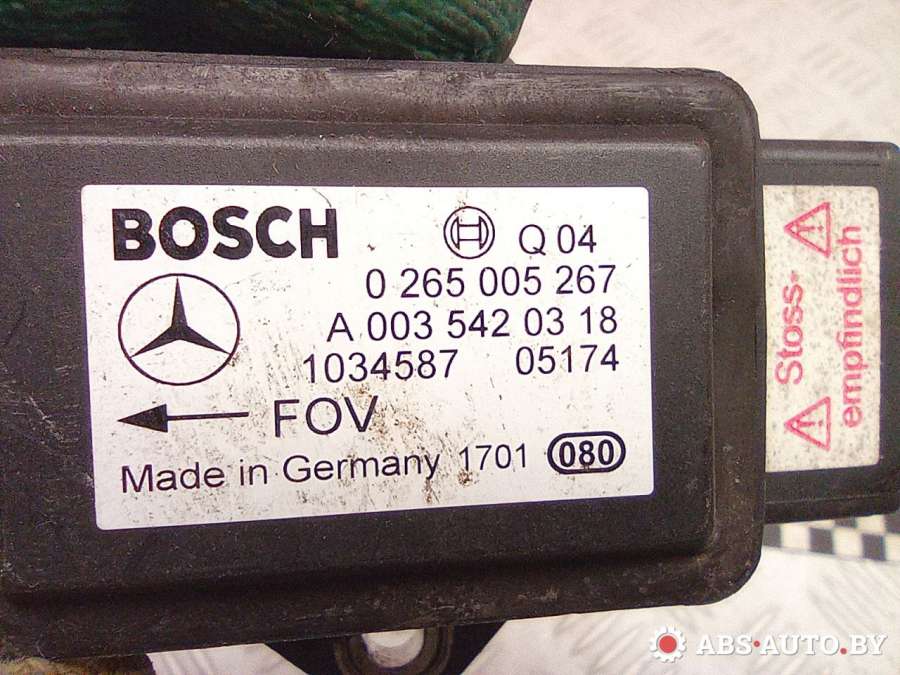 BOSCH
Q 04
0 265 005 267
A 003 542 03 18
1034587 05174
FOV
Made in Germany 1701 080
Stoss-
empfindlich
ABS-AUTO.BY